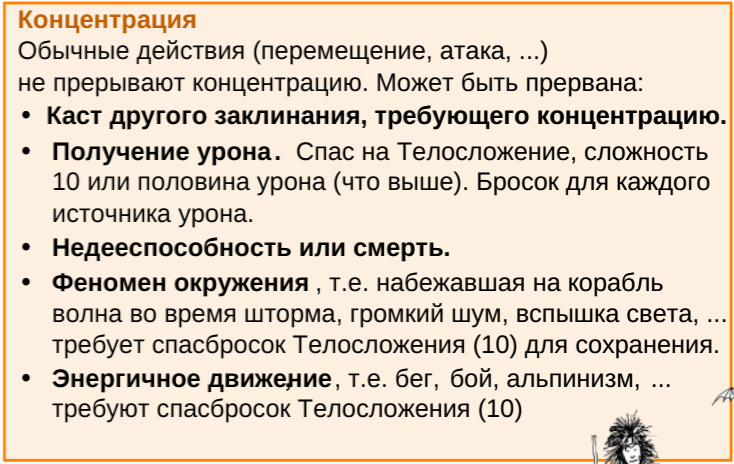 Концентрация
Обычные действия (перемещение, атака, ...)
не прерывают концентрацию. Может быть прервана:
• Каст другого заклинания, требующего концентрацию.
• Получение урона. Спас на Телосложение, сложность
10 или половина урона (что выше). Бросок для каждого
источника урона.
• Недееспособность или смерть.
• Феномен окружения , т.е. набежавшая на корабль
волна во время шторма, громкий шум, вспышка света, ...
требует спасбросок Телосложения (10) для сохранения.
• Энергичное движение, т.е. бег, бой, альпинизм, ...
требуют спасбросок Телосложения (10)